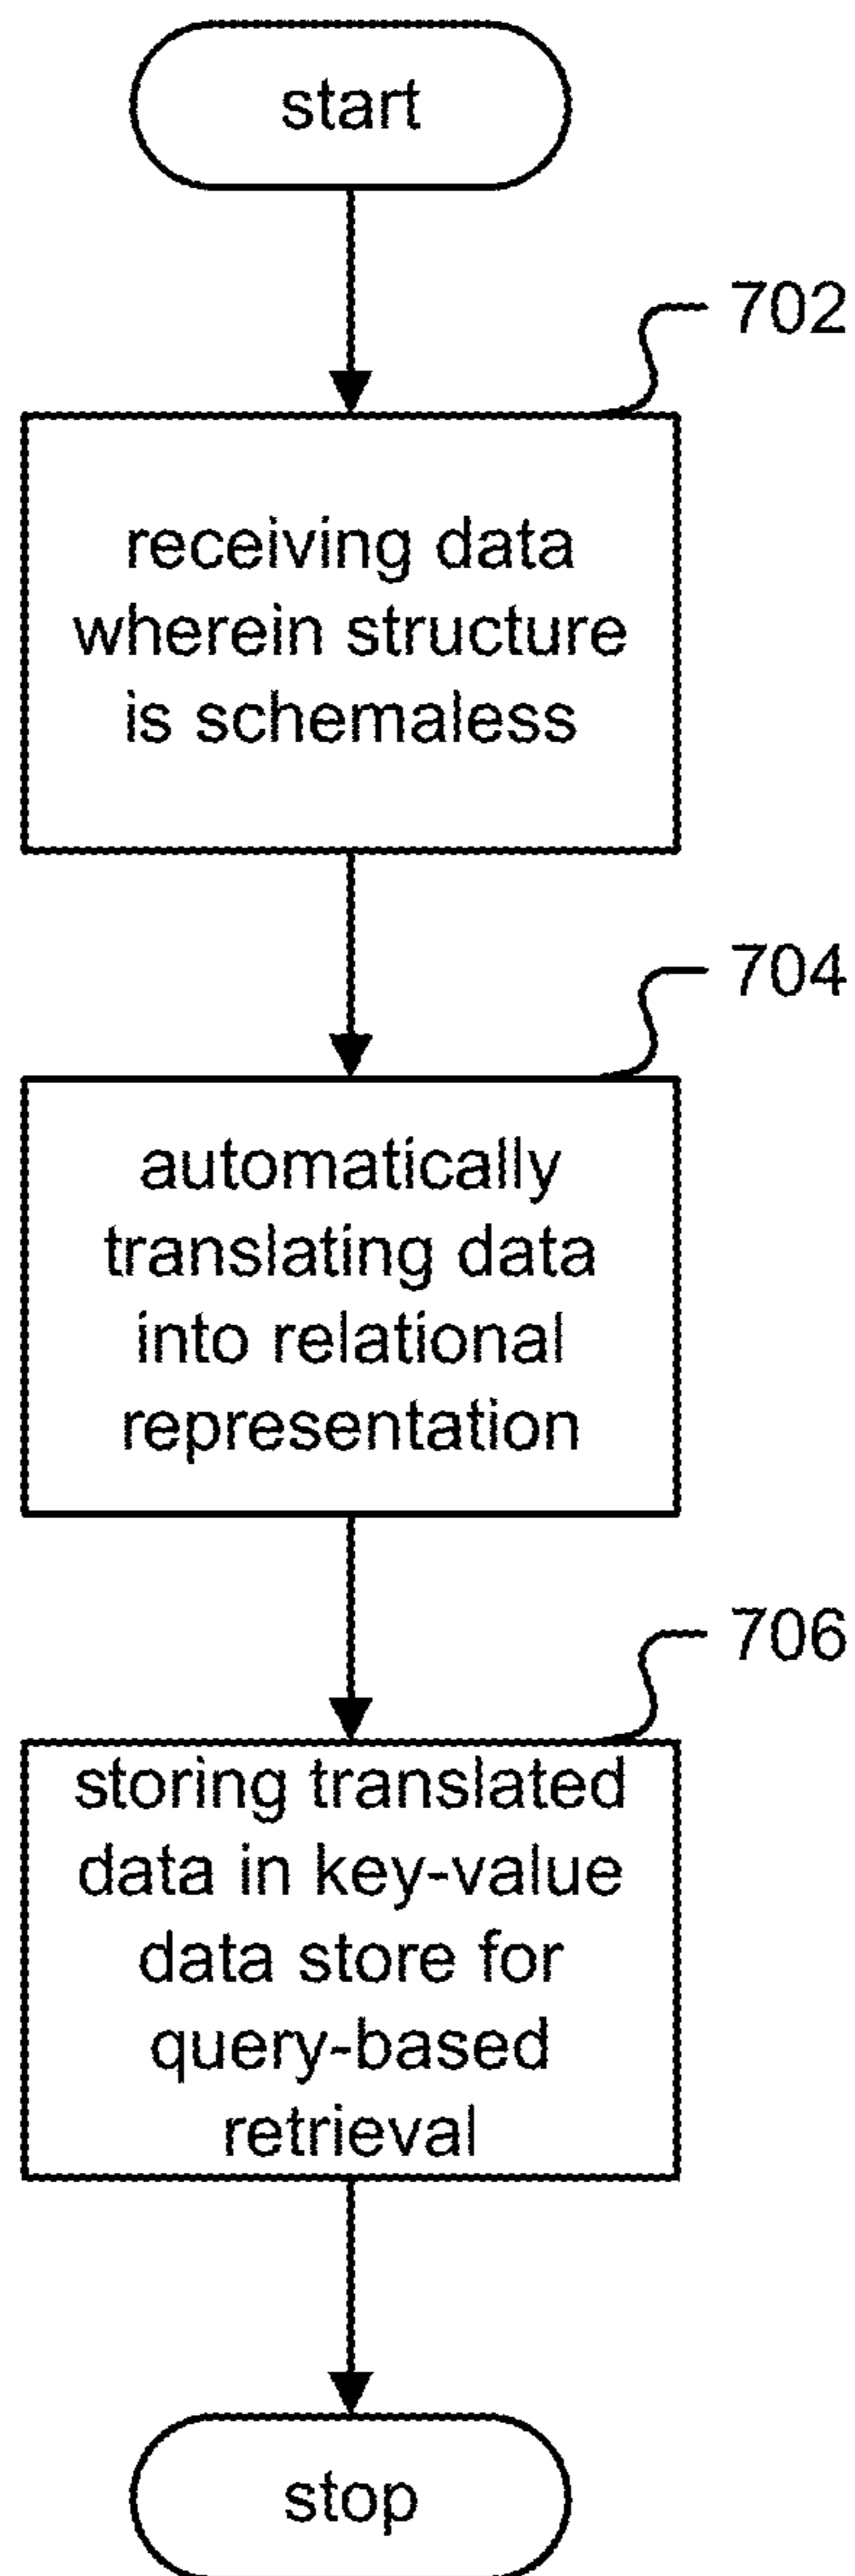 start
702
receiving data
wherein structure
is schemaless
704
automatically
translating data
into relational
representation
706
storing translated
data in key-value
data store for
query-based
retrieval
stop